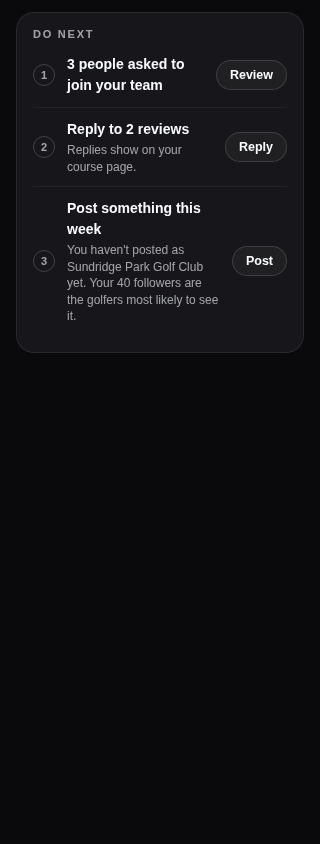 DO NEXT
1
3 people asked to
join your team
Review
2
Reply to 2 reviews
Replies show on your
course page.
Reply
3
Post something this
week
You haven't posted as
Sundridge Park Golf Club
yet. Your 40 followers are
the golfers most likely to see
it.
Post